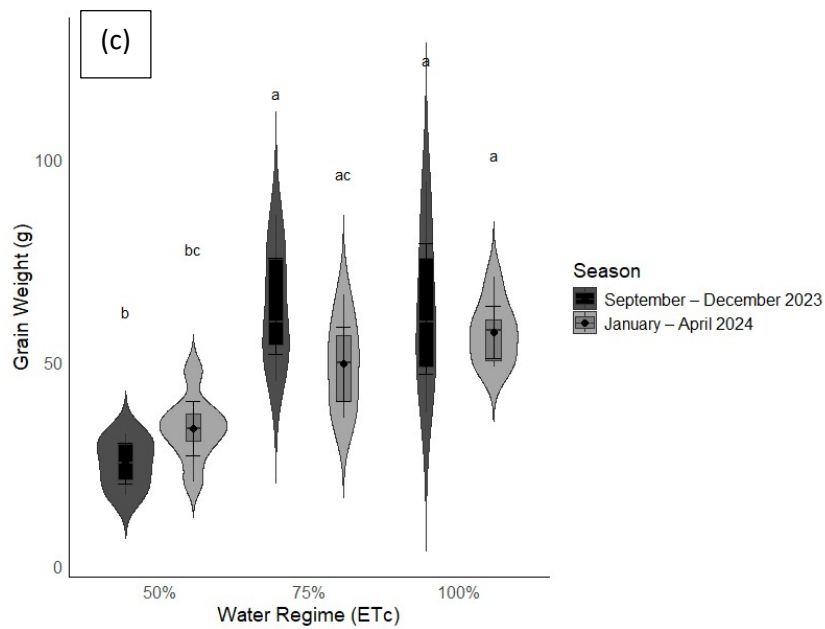 (c)
a
a
a
ac
bc
b
100
50
0
Grain Weight (g)
50%
75%
100%
Water Regime (ETc)
Season
September – December 2023
January – April 2024